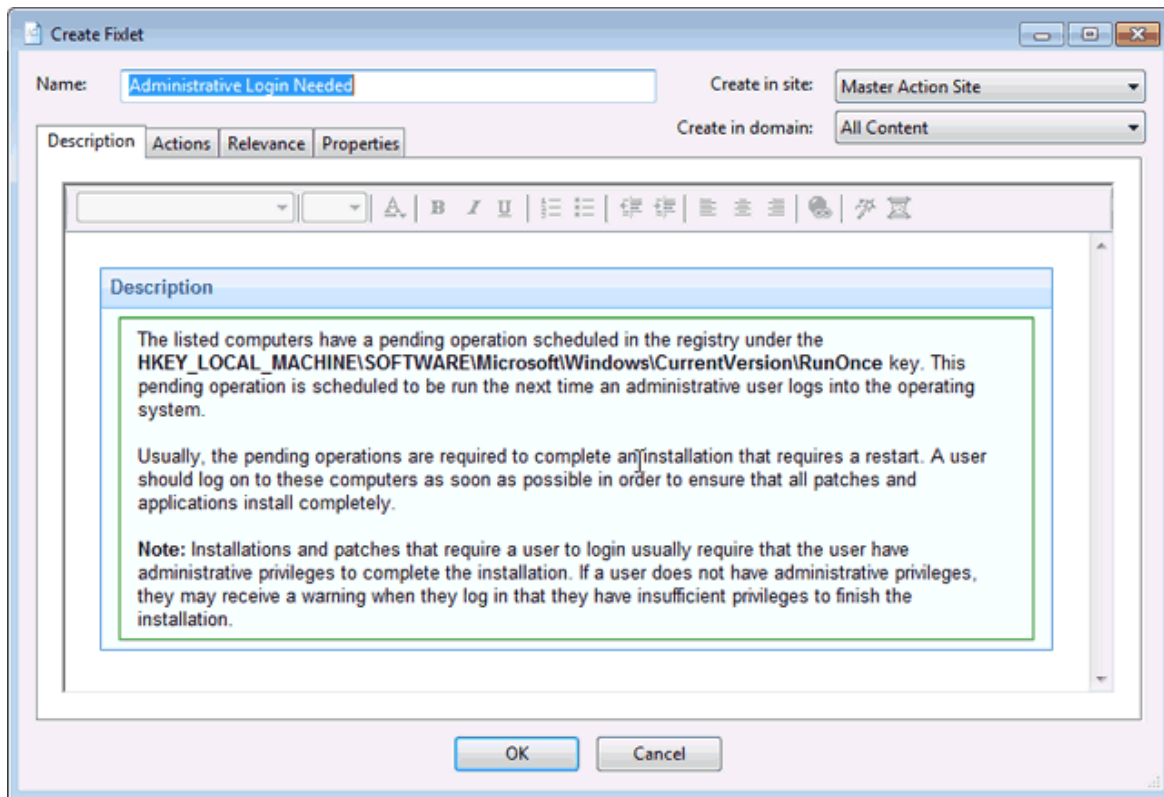 Create Fixlet
Name: Administrative Login Needed
Create in site: Master Action Site
Create in domain: All Content
Description Actions Relevance Properties
A B I U
Description
The listed computers have a pending operation scheduled in the registry under the
HKEY_LOCAL_MACHINE\SOFTWARE\Microsoft\Windows\CurrentVersion\RunOnce key. This
pending operation is scheduled to be run the next time an administrative user logs into the operating
system.
Usually, the pending operations are required to complete an installation that requires a restart. A user
should log on to these computers as soon as possible in order to ensure that all patches and
applications install completely.
Note: Installations and patches that require a user to login usually require that the user have
administrative privileges to complete the installation. If a user does not have administrative privileges,
they may receive a warning when they log in that they have insufficient privileges to finish the
installation.
OK Cancel